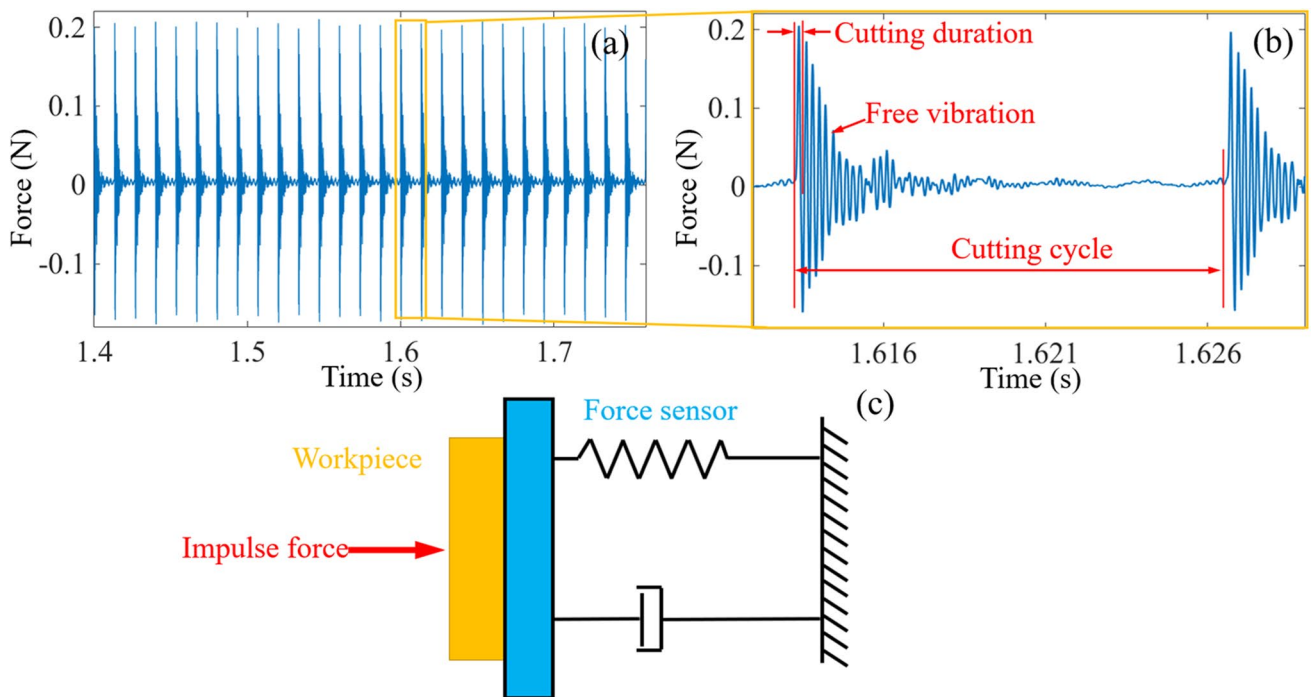 (a)
Force (N)
0.2
0.1
0
-0.1
1.4
1.5
1.6
1.7
Time (s)
(b)
Force (N)
0.2
0.1
0
-0.1
Cutting duration
Free vibration
Cutting cycle
1.616
1.621
1.626
Time (s)
(c)
Force sensor
Workpiece
Impulse force